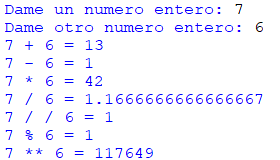 Dame un numero entero: 7
Dame otro numero entero: 6
7 + 6 = 13
7 - 6 = 1
7 * 6 = 42
7 / 6 = 1.1666666666666667
7 / / 6 = 1
7 % 6 = 1
7 ** 6 = 117649